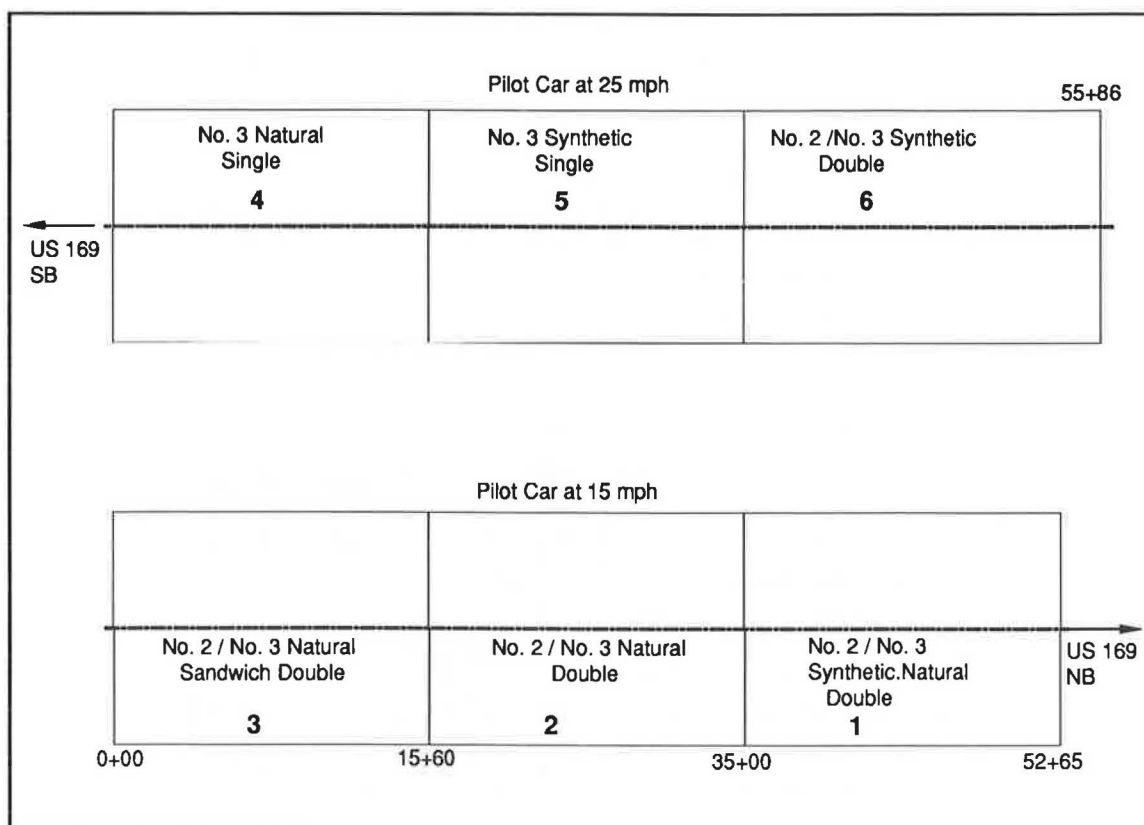 Pilot Car at 25 mph
55+86
No. 3 Natural
Single
4
No. 3 Synthetic
Single
5
No. 2 /No. 3 Synthetic
Double
6
US 169
SB
Pilot Car at 15 mph
No. 2 / No. 3 Natural
Sandwich Double
3
No. 2 / No. 3 Natural
Double
2
No. 2 / No. 3
Synthetic.Natural
Double
1
US 169
NB
0+00
15+60
35+00
52+65